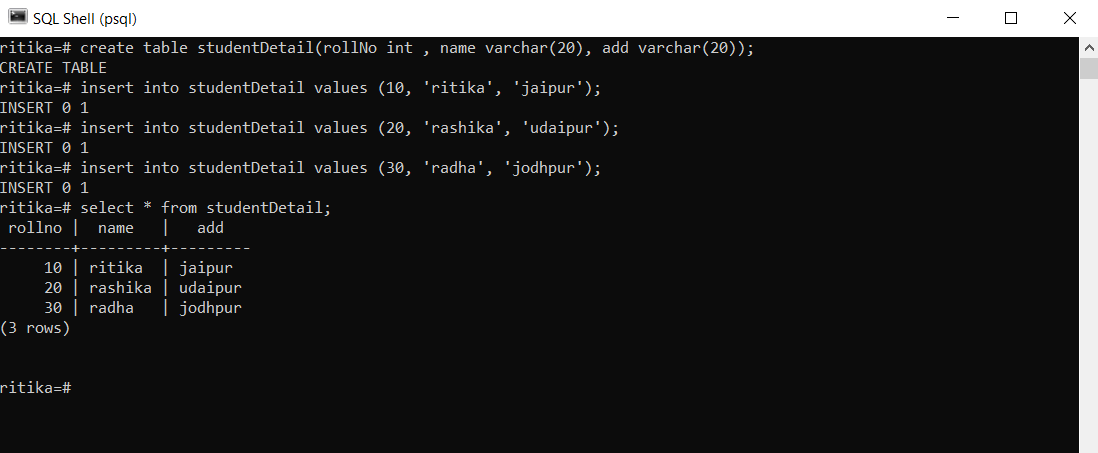 SQL Shell (psql)
ritika=# create table studentDetail(rollNo int , name varchar(20), add varchar(20));
CREATE TABLE
ritika=# insert into studentDetail values (10, 'ritika', 'jaipur');
INSERT 0 1
ritika=# insert into studentDetail values (20, 'rashika', 'udaipur');
INSERT 0 1
ritika=# insert into studentDetail values (30, 'radha', 'jodhpur');
INSERT 0 1
ritika=# select * from studentDetail;
 rollno |  name   |   add
--------+---------+---------
     10 | ritika  | jaipur
     20 | rashika | udaipur
     30 | radha   | jodhpur
(3 rows)
ritika=#